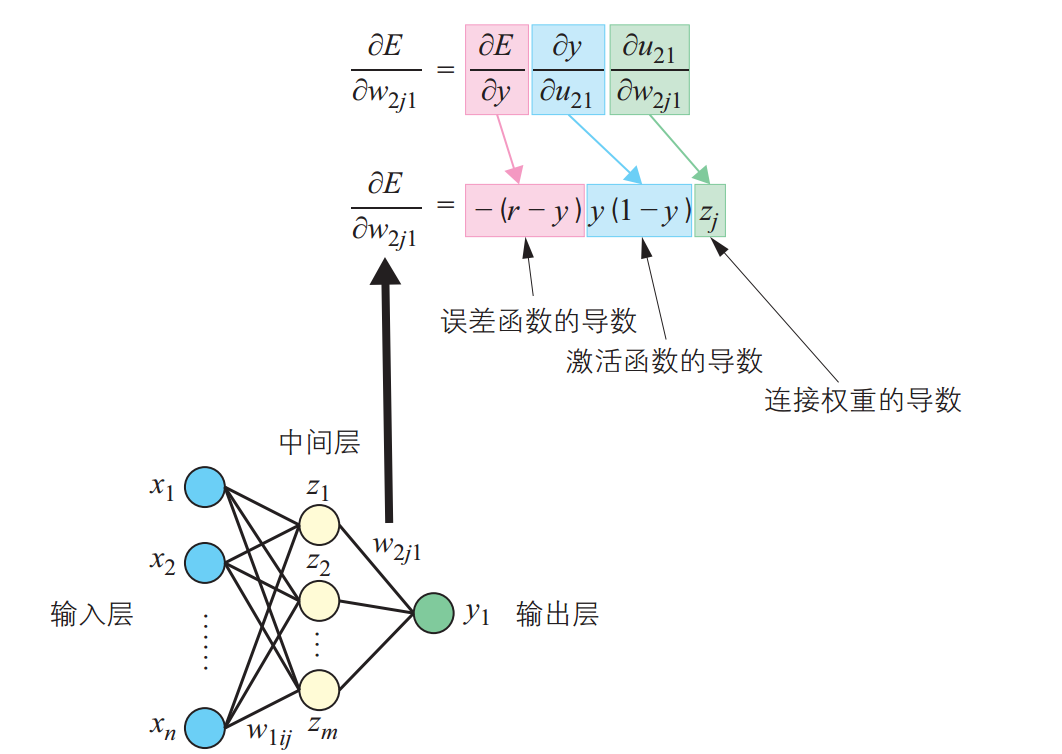 ∂E/∂w2j1 = ∂E/∂y ∂y/∂u21 ∂u21/∂w2j1
∂E/∂w2j1 = −(r−y) y(1−y) zj
误差函数的导数
激活函数的导数
连接权重的导数
中间层
x1
z1
w2j1
x2
z2
输入层
y1
输出层
......
...
xn
w1ij
zm